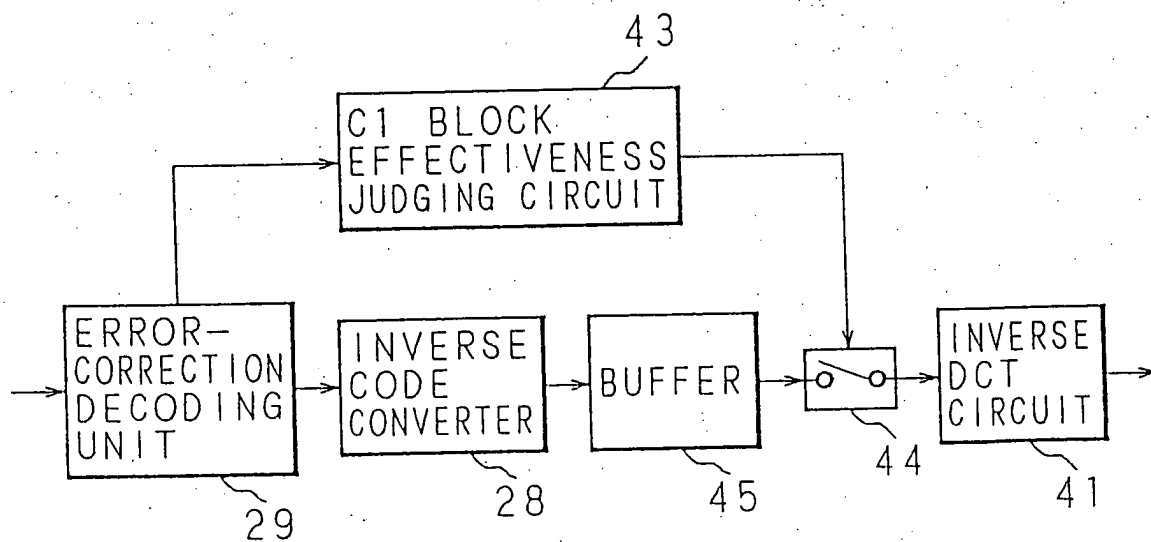 43
C1 BLOCK
EFFECTIVENESS
JUDGING CIRCUIT
ERROR-
CORRECTION
DECODING
UNIT
INVERSE
CODE
CONVERTER
BUFFER
INVERSE
DCT
CIRCUIT
29
28
45
44
41